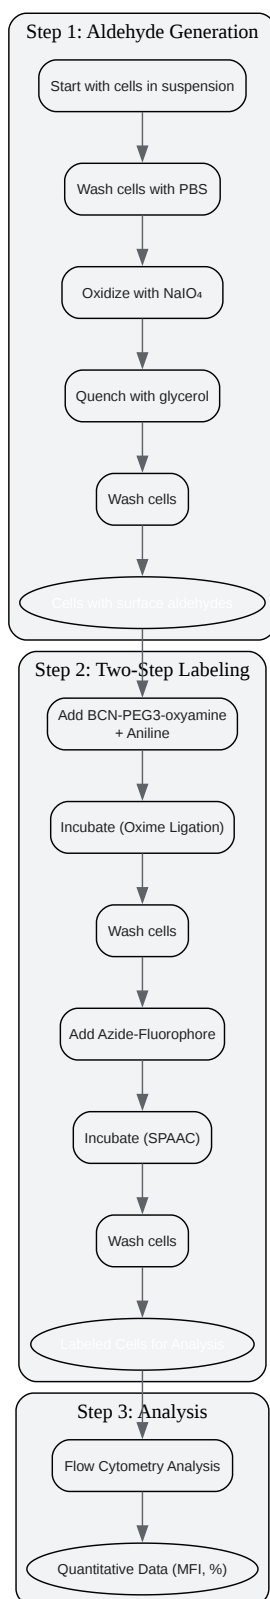 Step 1: Aldehyde Generation
Start with cells in suspension
Wash cells with PBS
Oxidize with NaIO₄
Quench with glycerol
Wash cells
Cells with surface aldehydes
Step 2: Two-Step Labeling
Add BCN-PEG3-oxyamine
+ Aniline
Incubate (Oxime Ligation)
Wash cells
Add Azide-Fluorophore
Incubate (SPAAC)
Wash cells
Labeled Cells for Analysis
Step 3: Analysis
Flow Cytometry Analysis
Quantitative Data (MFI, %)